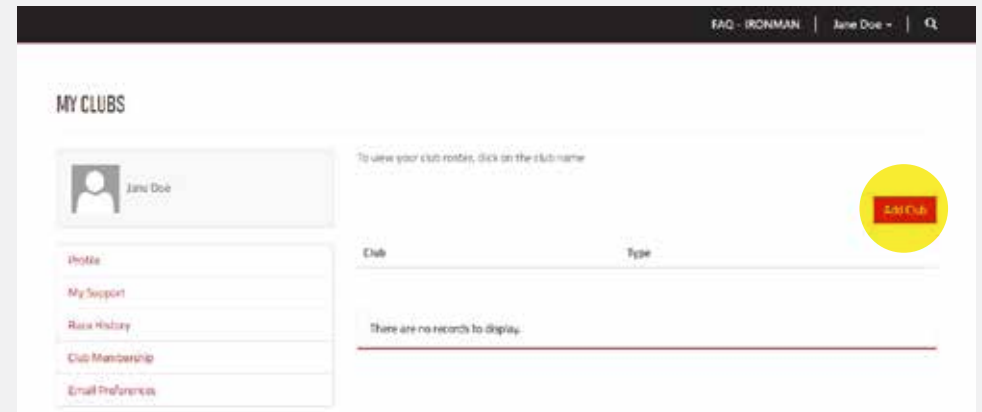 FAQ - IRONMAN | Jane Doe | 
MY CLUBS
Jane Doe
Profile
My Support
Race History
Club Membership
Email Preferences
To view your club roster, click on the club name
Add Club
Club Type
There are no records to display.